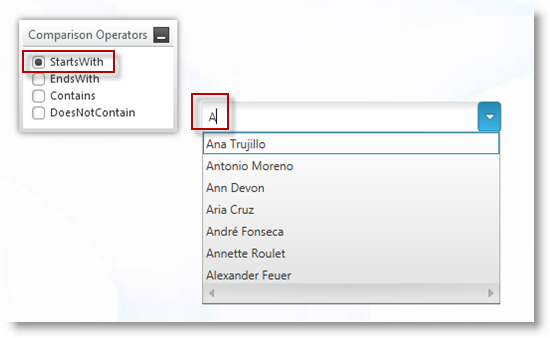 Comparison Operators
StartsWith
EndsWith
Contains
DoesNotContain
A
Ana Trujillo
Antonio Moreno
Ann Devon
Aria Cruz
André Fonseca
Annette Roulet
Alexander Feuer